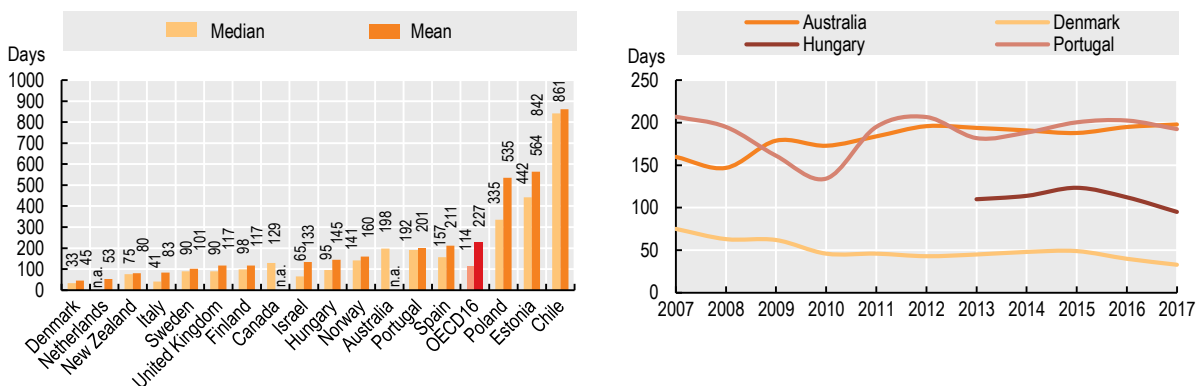 Median Mean
Days
1000
900
800
700
600
500
400
300
200
100
0
33 45 n.a. 53 75 80 41 83 90 101 90 117 98 117 129 n.a. 65 133 95 145 141 160 198 n.a. 192 201 157 211 114 227 335 535 442 564 842 861
Denmark
Netherlands
New Zealand
Italy
Sweden
United Kingdom
Finland
Canada
Israel
Hungary
Norway
Australia
Portugal
Spain
OECD16
Poland
Estonia
Chile
Australia Denmark
Hungary Portugal
Days
250
200
150
100
50
0
2007 2008 2009 2010 2011 2012 2013 2014 2015 2016 2017